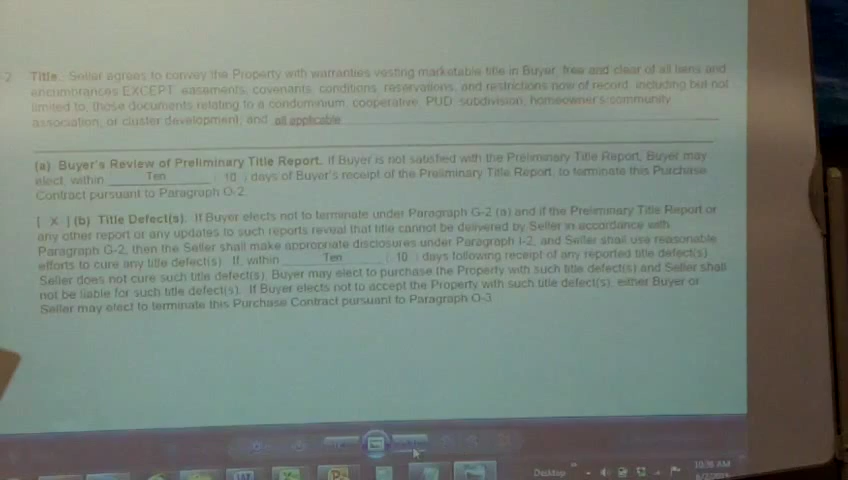 2 Title. Seller agrees to convey the Property with warranties vesting marketable title in Buyer, free and clear of all liens and
encumbrances EXCEPT: easements, covenants, conditions, reservations, and restrictions now of record, including but not
limited to, those documents relating to a condominium, cooperative, PUD, subdivision, homeowner's/community
association, or cluster development; and all applicable
(a) Buyer's Review of Preliminary Title Report. If Buyer is not satisfied with the Preliminary Title Report, Buyer may
elect, within Ten ( 10 ) days of Buyer's receipt of the Preliminary Title Report, to terminate this Purchase
Contract pursuant to Paragraph O-2.
[ X ] (b) Title Defect(s). If Buyer elects not to terminate under Paragraph G-2 (a) and if the Preliminary Title Report or
any other report or any updates to such reports reveal that title cannot be delivered by Seller in accordance with
Paragraph G-2, then the Seller shall make appropriate disclosures under Paragraph I-2, and Seller shall use reasonable
efforts to cure any title defect(s). If, within Ten ( 10 ) days following receipt of any reported title defect(s)
Seller does not cure such title defect(s), Buyer may elect to purchase the Property with such title defect(s) and Seller shall
not be liable for such title defect(s). If Buyer elects not to accept the Property with such title defect(s), either Buyer or
Seller may elect to terminate this Purchase Contract pursuant to Paragraph O-3.
Desktop
10:36 AM